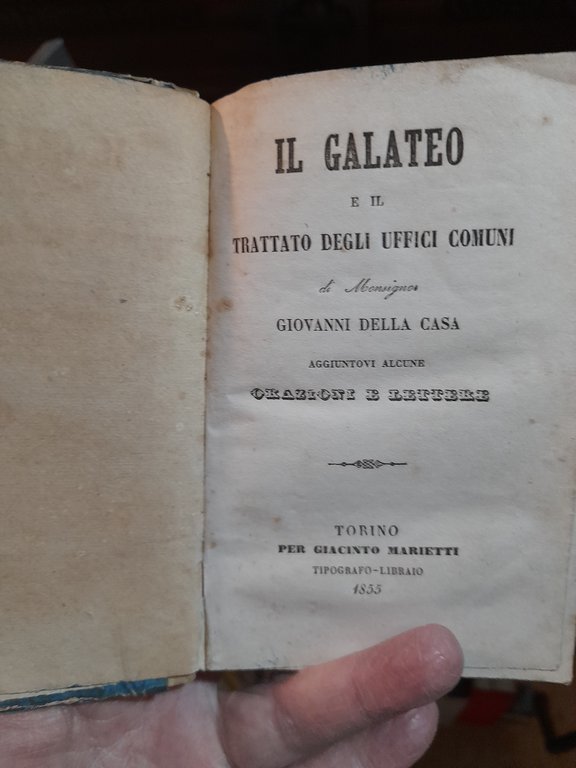 IL GALATEO
E IL
TRATTATO DEGLI UFFICI COMUNI
di Monsignor
GIOVANNI DELLA CASA
AGGIUNTOVI ALCUNE
ORAZIONI E LETTERE
TORINO
PER GIACINTO MARIETTI
TIPOGRAFO-LIBRAIO
1855